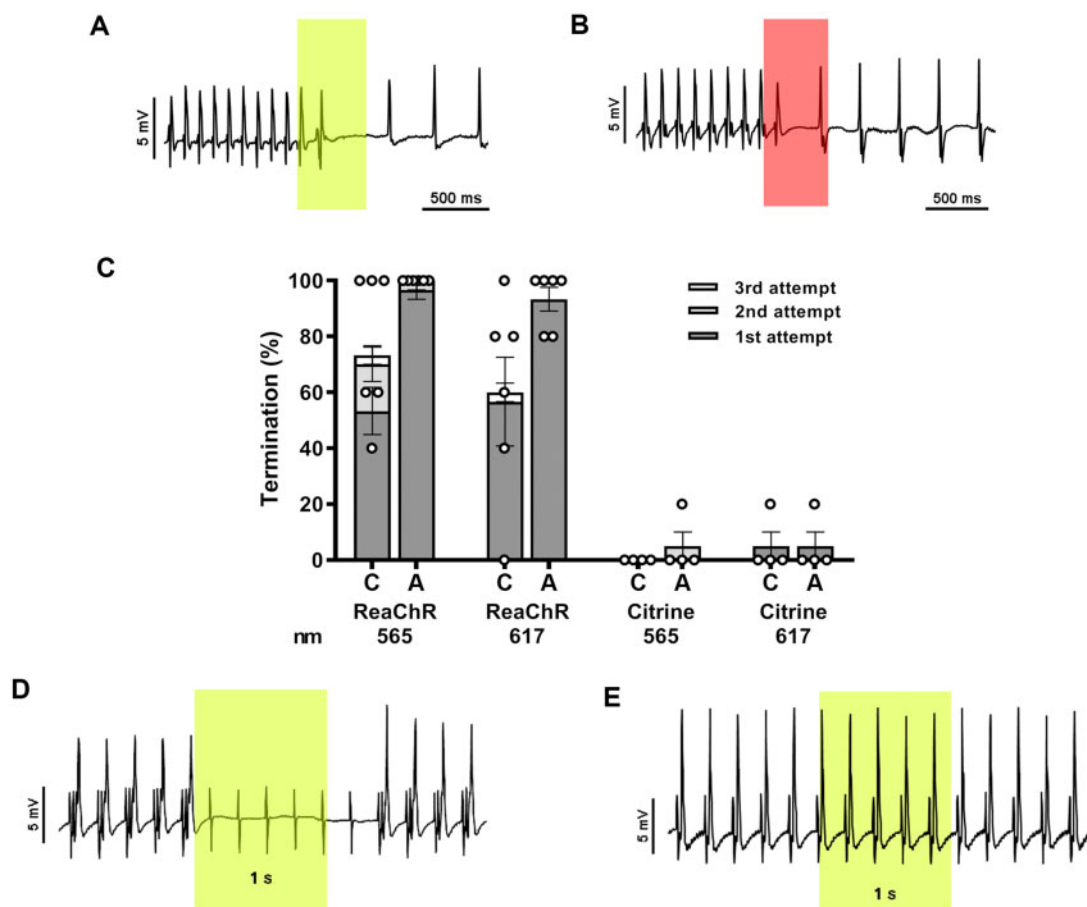 A
5 mV
500 ms
B
5 mV
500 ms
C
Termination (%)
100
80
60
40
20
0
3rd attempt
2nd attempt
1st attempt
C A C A C A C A
ReaChR ReaChR Citrine Citrine
nm 565 617 565 617
D
5 mV
1 s
E
5 mV
1 s